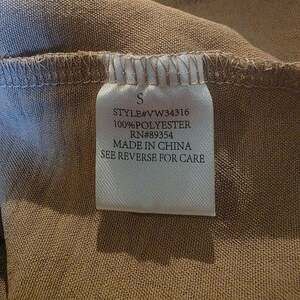 S
STYLE#VW34316
100%POLYESTER
RN#89354
MADE IN CHINA
SEE REVERSE FOR CARE